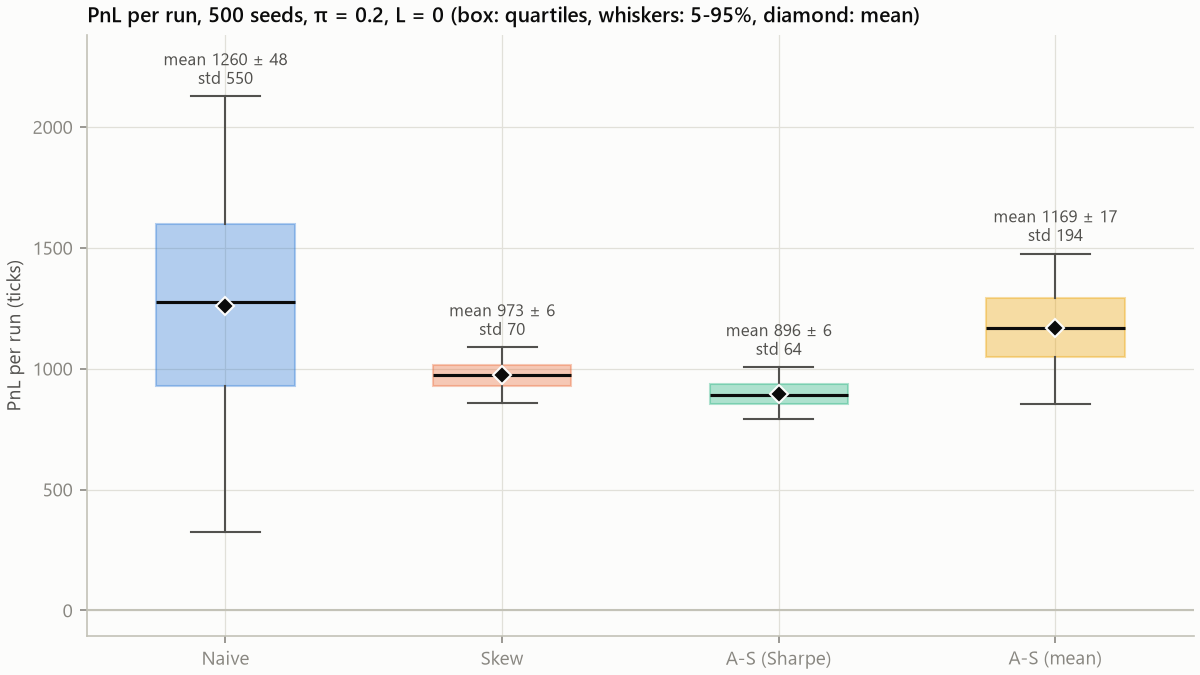 PnL per run, 500 seeds, π = 0.2, L = 0 (box: quartiles, whiskers: 5-95%, diamond: mean)
PnL per run (ticks)
2000
1500
1000
500
0
mean 1260 ± 48
std 550
mean 973 ± 6
std 70
mean 896 ± 6
std 64
mean 1169 ± 17
std 194
Naive
Skew
A-S (Sharpe)
A-S (mean)